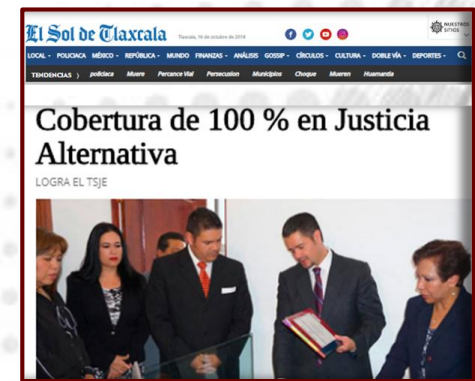 El Sol de Tlaxcala Tlaxcala, 16 de octubre de 2018 NUESTROS SITIOS
LOCAL POLICIACA MÉXICO REPÚBLICA MUNDO FINANZAS ANÁLISIS GOSSIP CÍRCULOS CULTURA DOBLE VÍA DEPORTES
TENDENCIAS ) policiaca Muere Percance Vial Persecusion Municipios Choque Mueren Huamantla
Cobertura de 100 % en Justicia
Alternativa
LOGRA EL TSJE